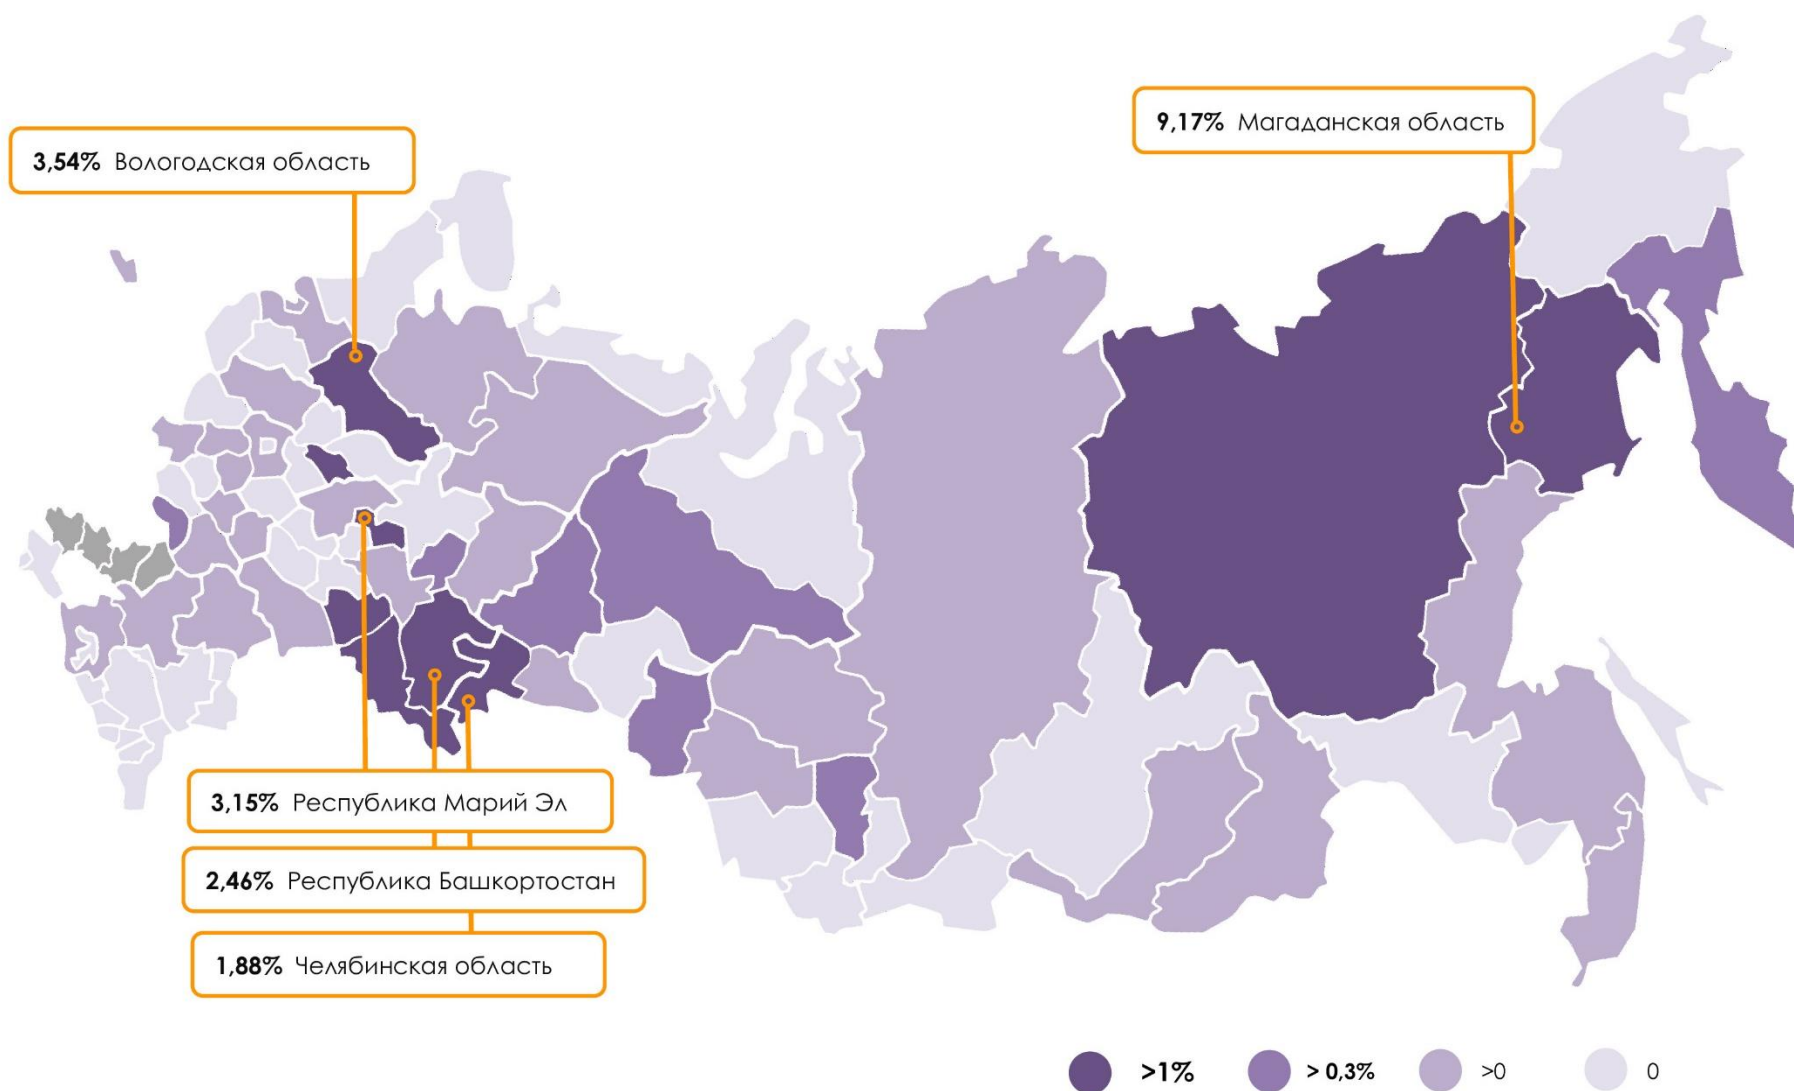 9,17% Магаданская область
3,54% Вологодская область
3,15% Республика Марий Эл
2,46% Республика Башкортостан
1,88% Челябинская область
>1% > 0,3% >0 0